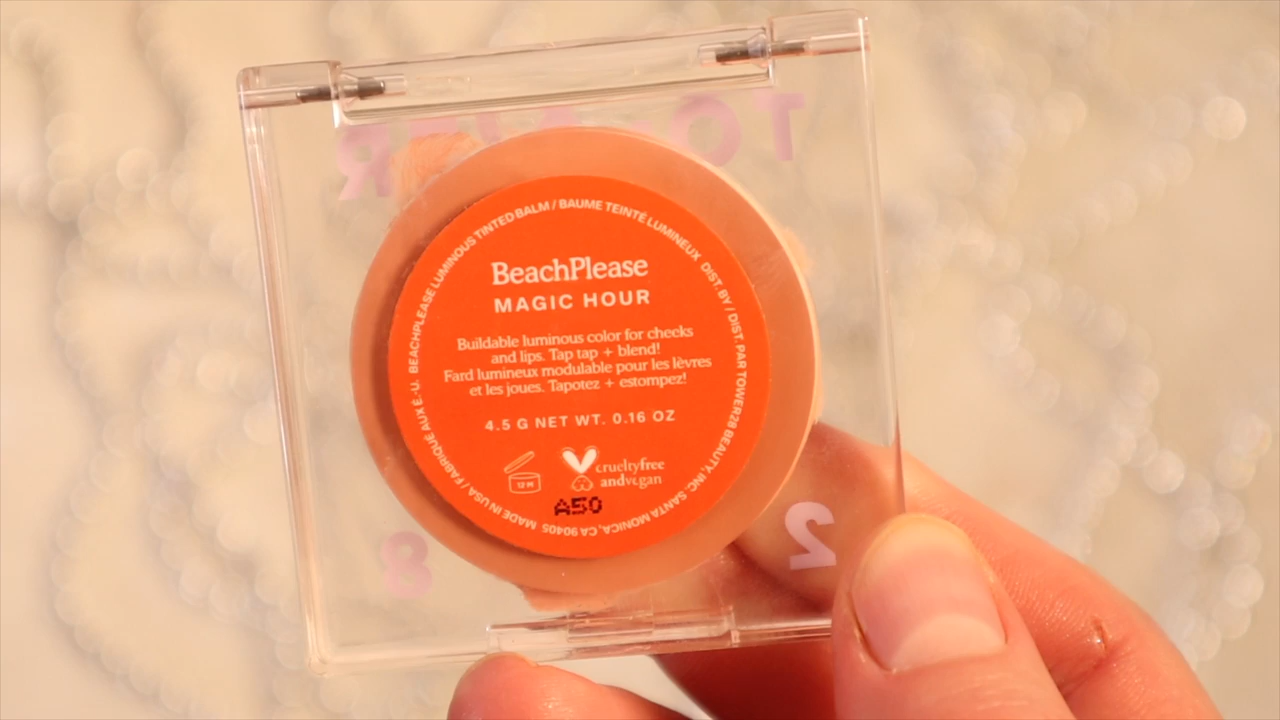 TOWER
BEACHPLEASE LUMINOUS TINTED BALM / BAUME TEINTÉ LUMINEUX DIST. BY / DIST. PAR TOWER28 BEAUTY, INC. SANTA MONICA, CA 90405 MADE IN USA / FABRIQUÉ AUX É.-U.
BeachPlease
MAGIC HOUR
Buildable luminous color for cheeks
and lips. Tap tap + blend!
Fard lumineux modulable pour les lèvres
et les joues. Tapotez + estompez!
4.5 G NET WT. 0.16 OZ
12 M
crueltyfree
andvegan
A50
2
8